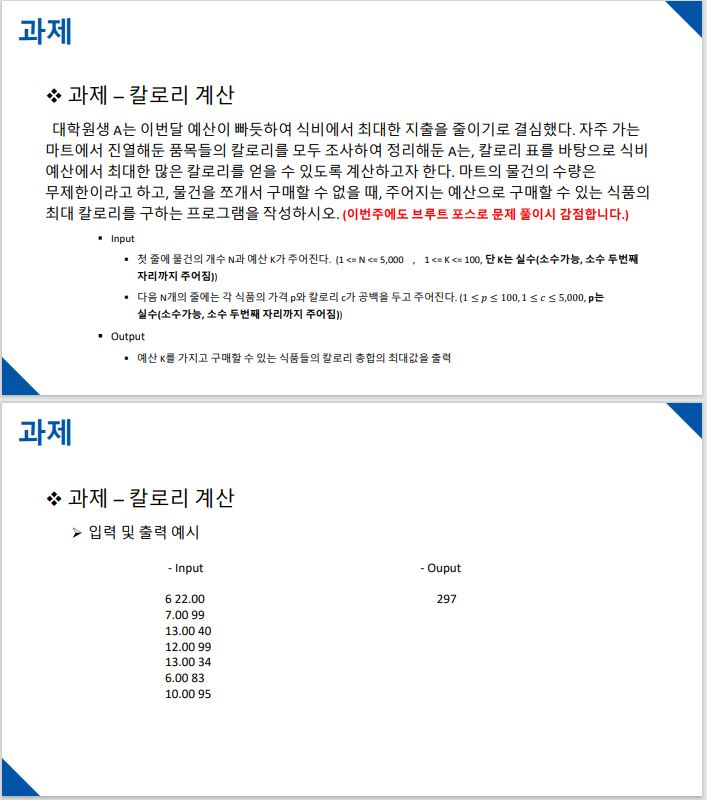 과제
❖ 과제 – 칼로리 계산
대학원생 A는 이번달 예산이 빠듯하여 식비에서 최대한 지출을 줄이기로 결심했다. 자주 가는
마트에서 진열해둔 품목들의 칼로리를 모두 조사하여 정리해둔 A는, 칼로리 표를 바탕으로 식비
예산에서 최대한 많은 칼로리를 얻을 수 있도록 계산하고자 한다. 마트의 물건의 수량은
무제한이라고 하고, 물건을 쪼개서 구매할 수 없을 때, 주어지는 예산으로 구매할 수 있는 식품의
최대 칼로리를 구하는 프로그램을 작성하시오. (이번주에도 브루트 포스로 문제 풀이시 감점합니다.)
▪ Input
▪ 첫 줄에 물건의 개수 N과 예산 K가 주어진다. (1 <= N <= 5,000 , 1 <= K <= 100, 단 K는 실수(소수가능, 소수 두번째
자리까지 주어짐))
▪ 다음 N개의 줄에는 각 식품의 가격 p와 칼로리 c가 공백을 두고 주어진다. (1 ≤ p ≤ 100, 1 ≤ c ≤ 5,000, p는
실수(소수가능, 소수 두번째 자리까지 주어짐))
▪ Output
▪ 예산 K를 가지고 구매할 수 있는 식품들의 칼로리 총합의 최대값을 출력
과제
❖ 과제 – 칼로리 계산
➢ 입력 및 출력 예시
- Input
6 22.00
7.00 99
13.00 40
12.00 99
13.00 34
6.00 83
10.00 95
- Ouput
297